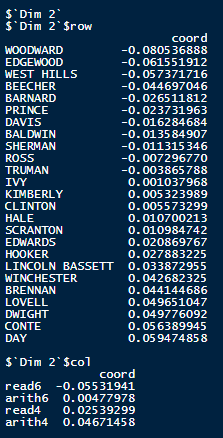 $`Dim 2`
$`Dim 2`$row
coord
WOODWARD -0.080536888
EDGEWOOD -0.061551912
WEST HILLS -0.057371716
BEECHER -0.044697046
BARNARD -0.026511812
PRINCE -0.023731963
DAVIS -0.016284684
BALDWIN -0.013584907
SHERMAN -0.011315346
ROSS -0.007296770
TRUMAN -0.003865788
IVY 0.001037968
KIMBERLY 0.005323989
CLINTON 0.005573299
HALE 0.010700213
SCRANTON 0.010984742
EDWARDS 0.020869767
HOOKER 0.027883225
LINCOLN BASSETT 0.033872955
WINCHESTER 0.042682325
BRENNAN 0.044144686
LOVELL 0.049651047
DWIGHT 0.049776092
CONTE 0.056389945
DAY 0.059474858
$`Dim 2`$col
coord
read6 -0.05531941
arith6 0.00477978
read4 0.02539299
arith4 0.04671458